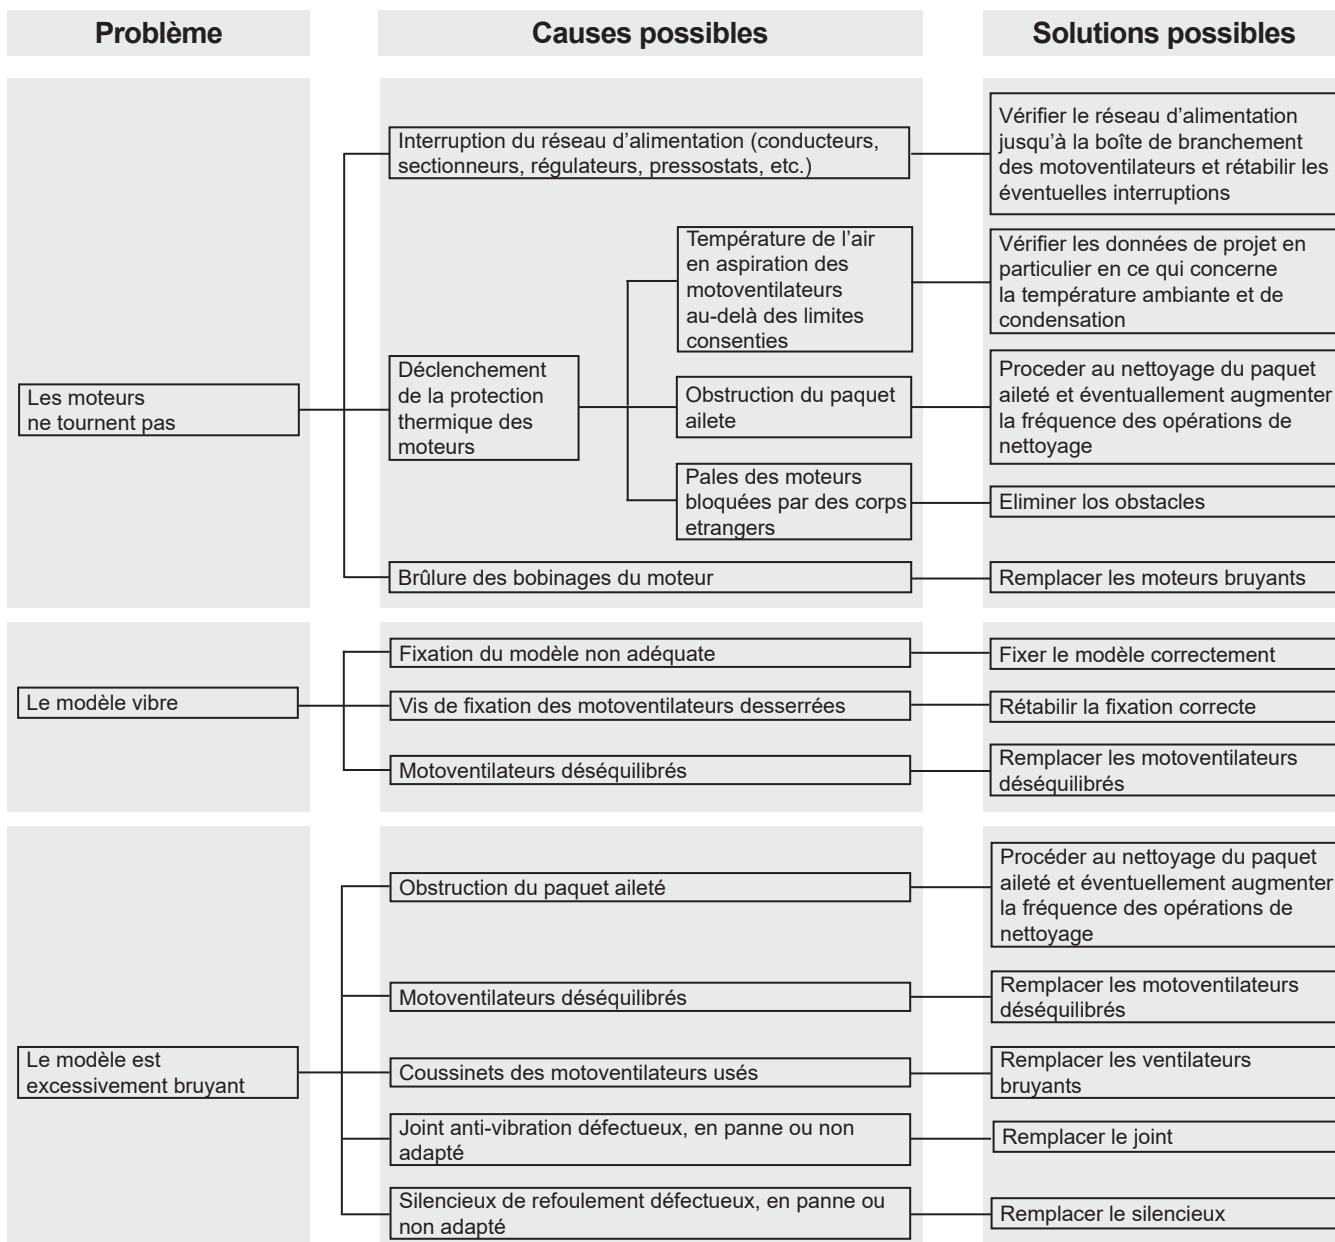 Problème
Causes possibles
Solutions possibles
Les moteurs
ne tournent pas
Interruption du réseau d'alimentation (conducteurs,
sectionneurs, régulateurs, pressostats, etc.)
Vérifier le réseau d'alimentation
jusqu'à la boîte de branchement
des motoventilateurs et rétabilir les
éventuelles interruptions
Déclenchement
de la protection
thermique des
moteurs
Température de l'air
en aspiration des
motoventilateurs
au-delà des limites
consenties
Vérifier les données de projet en
particulier en ce qui concerne
la température ambiante et de
condensation
Obstruction du paquet
ailete
Proceder au nettoyage du paquet
aileté et éventuallement augmenter
la fréquence des opérations de
nettoyage
Pales des moteurs
bloquées par des corps
etrangers
Eliminer los obstacles
Brûlure des bobinages du moteur
Remplacer les moteurs bruyants
Le modèle vibre
Fixation du modèle non adéquate
Fixer le modèle correctement
Vis de fixation des motoventilateurs desserrées
Rétabilir la fixation correcte
Motoventilateurs déséquilibrés
Remplacer les motoventilateurs
déséquilibrés
Le modèle est
excessivement bruyant
Obstruction du paquet aileté
Procéder au nettoyage du paquet
aileté et éventuellement augmenter
la fréquence des opérations de
nettoyage
Motoventilateurs déséquilibrés
Remplacer les motoventilateurs
déséquilibrés
Coussinets des motoventilateurs usés
Remplacer les ventilateurs
bruyants
Joint anti-vibration défectueux, en panne ou non
adapté
Remplacer le joint
Silencieux de refoulement défectueux, en panne ou
non adapté
Remplacer le silencieux